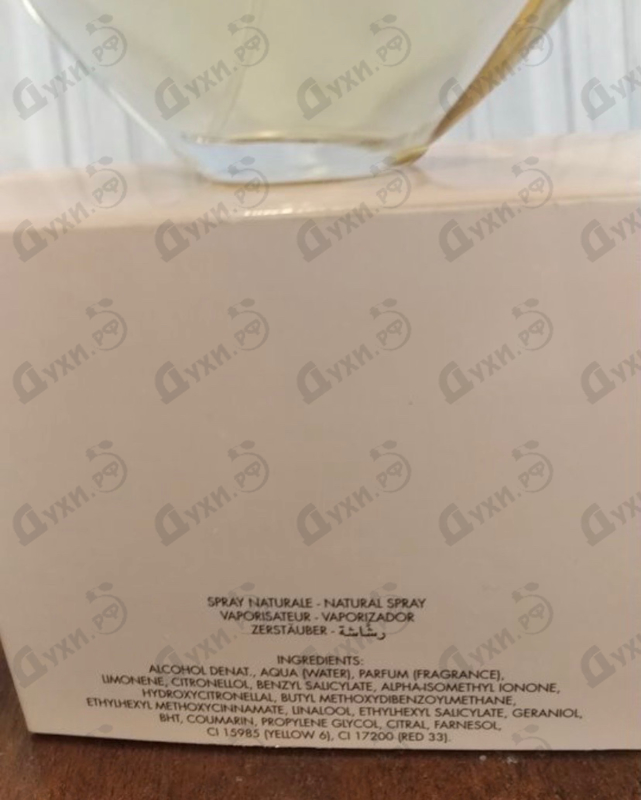 SPRAY NATURALE - NATURAL SPRAY
VAPORISATEUR - VAPORIZADOR
ZERSTÄUBER - رشّاشة
INGREDIENTS:
ALCOHOL DENAT., AQUA (WATER), PARFUM (FRAGRANCE),
LIMONENE, CITRONELLOL, BENZYL SALICYLATE, ALPHA-ISOMETHYL IONONE,
HYDROXYCITRONELLAL, BUTYL METHOXYDIBENZOYLMETHANE,
ETHYLHEXYL METHOXYCINNAMATE, LINALOOL, ETHYLHEXYL SALICYLATE, GERANIOL,
BHT, COUMARIN, PROPYLENE GLYCOL, CITRAL, FARNESOL,
CI 15985 (YELLOW 6), CI 17200 (RED 33).
Духи.рф